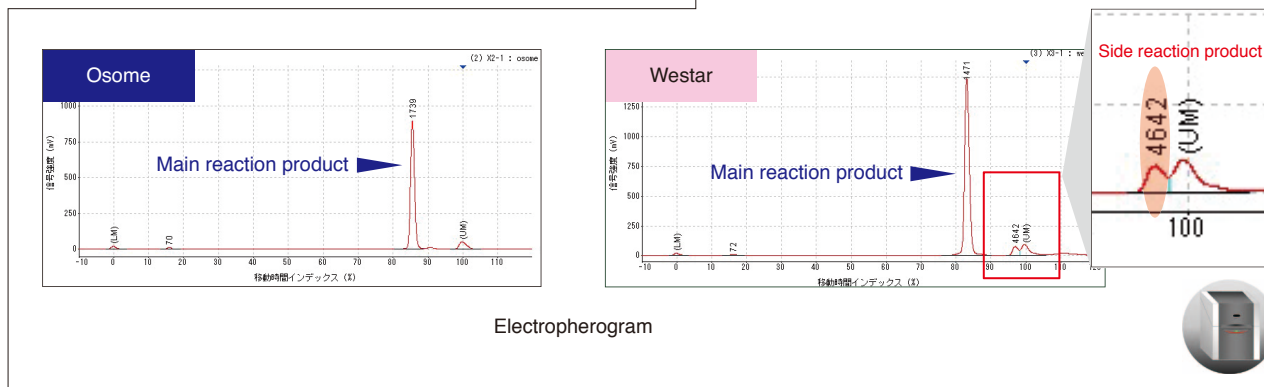 Osome
(2) X2-1 : osome
信号強度 (mV)
1000
750
500
250
0
(LM)
70
1739
(UM)
Main reaction product
-10 0 10 20 30 40 50 60 70 80 90 100 110
移動時間インデックス (%)
Westar
(3) X3-1 : we
信号強度 (mV)
1250
1000
750
500
250
0
(LM)
72
1471
4642
(UM)
Main reaction product
-10 0 10 20 30 40 50 60 70 80 90 100 110 120
移動時間インデックス (%)
Side reaction product
4642
(UM)
100
Electropherogram